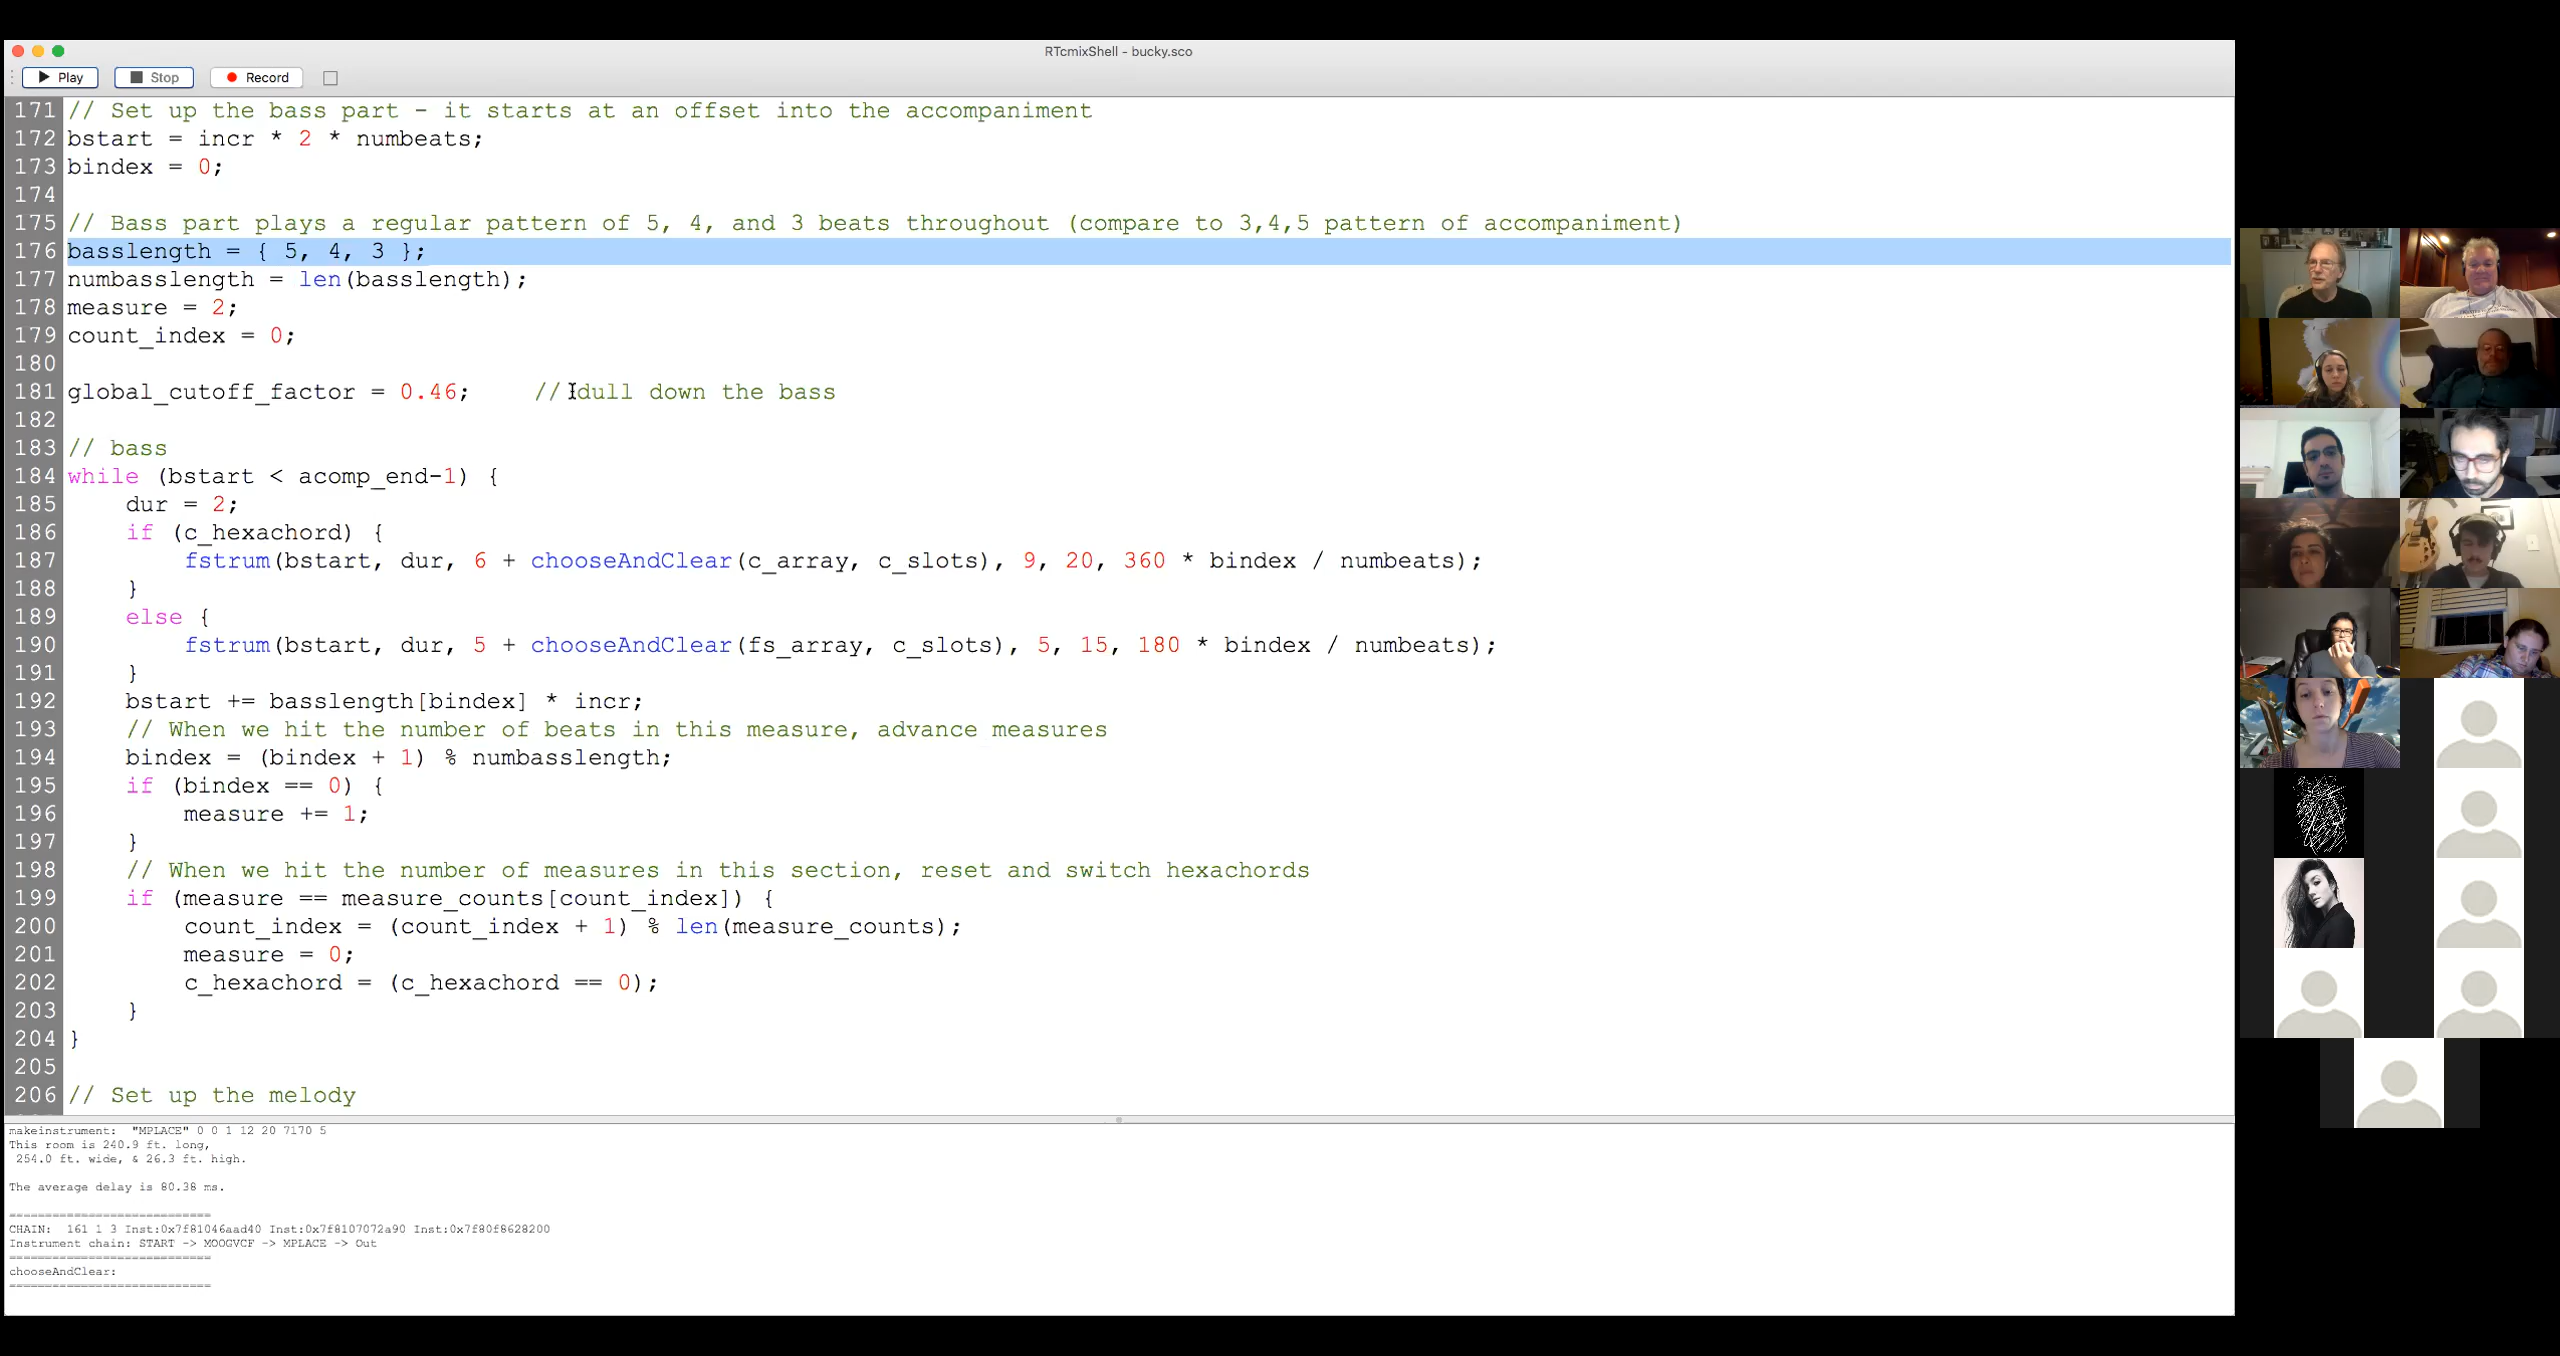 RTcmixShell - bucky.sco
Play Stop Record
171 // Set up the bass part - it starts at an offset into the accompaniment
172 bstart = incr * 2 * numbeats;
173 bindex = 0;
174
175 // Bass part plays a regular pattern of 5, 4, and 3 beats throughout (compare to 3,4,5 pattern of accompaniment)
176 basslength = { 5, 4, 3 };
177 numbasslength = len(basslength);
178 measure = 2;
179 count_index = 0;
180
181 global_cutoff_factor = 0.46; // dull down the bass
182
183 // bass
184 while (bstart < acomp_end-1) {
185 dur = 2;
186 if (c_hexachord) {
187 fstrum(bstart, dur, 6 + chooseAndClear(c_array, c_slots), 9, 20, 360 * bindex / numbeats);
188 }
189 else {
190 fstrum(bstart, dur, 5 + chooseAndClear(fs_array, c_slots), 5, 15, 180 * bindex / numbeats);
191 }
192 bstart += basslength[bindex] * incr;
193 // When we hit the number of beats in this measure, advance measures
194 bindex = (bindex + 1) % numbasslength;
195 if (bindex == 0) {
196 measure += 1;
197 }
198 // When we hit the number of measures in this section, reset and switch hexachords
199 if (measure == measure_counts[count_index]) {
200 count_index = (count_index + 1) % len(measure_counts);
201 measure = 0;
202 c_hexachord = (c_hexachord == 0);
203 }
204 }
205
206 // Set up the melody
makeinstrument: "MPLACE" 0 0 1 12 20 7170 5
This room is 240.9 ft. long,
254.0 ft. wide, & 26.3 ft. high.
The average delay is 80.38 ms.
============================
CHAIN: 161 1 3 Inst:0x7f81046aad40 Inst:0x7f8107072a90 Inst:0x7f80f8628200
Instrument chain: START -> MOOGVCF -> MPLACE -> Out
============================
chooseAndClear:
============================